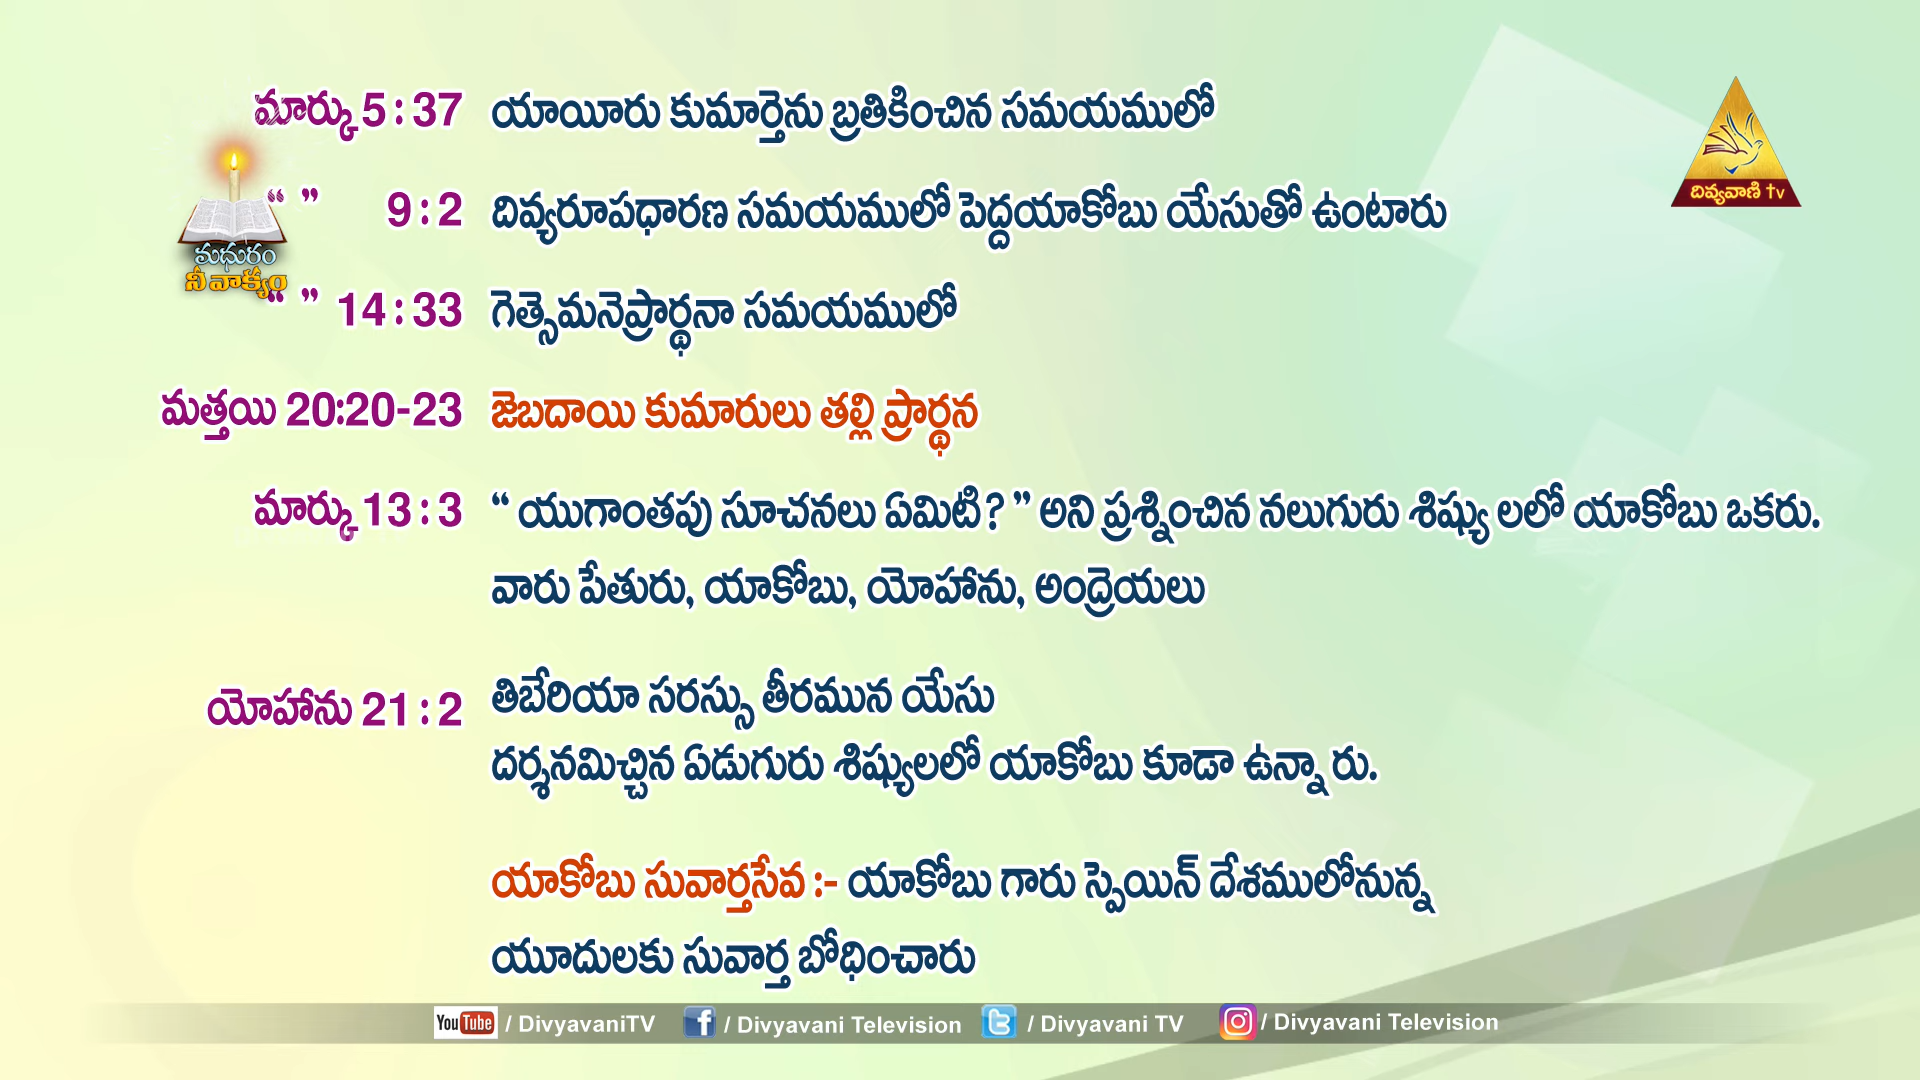 మార్కు 5 : 37 యాయీరు కుమార్తెను బ్రతికించిన సమయములో
దివ్యవాణి tv
“ ” 9 : 2 దివ్యరూపధారణ సమయములో పెద్దయాకోబు యేసుతో ఉంటారు
మధురం
నీ వాక్యం
“ ” 14 : 33 గెత్సెమనెప్రార్థనా సమయములో
మత్తయి 20:20-23 జెబదాయి కుమారులు తల్లి ప్రార్థన
మార్కు 13 : 3 “ యుగాంతపు సూచనలు ఏమిటి? ” అని ప్రశ్నించిన నలుగురు శిష్యు లలో యాకోబు ఒకరు.
వారు పేతురు, యాకోబు, యోహాను, అంద్రెయలు
యోహాను 21 : 2 తిబేరియా సరస్సు తీరమున యేసు
దర్శనమిచ్చిన ఏడుగురు శిష్యులలో యాకోబు కూడా ఉన్నా రు.
యాకోబు సువార్తసేవ :- యాకోబు గారు స్పెయిన్ దేశములోనున్న
యూదులకు సువార్త బోధించారు
YouTube / DivyavaniTV f / Divyavani Television / Divyavani TV / Divyavani Television